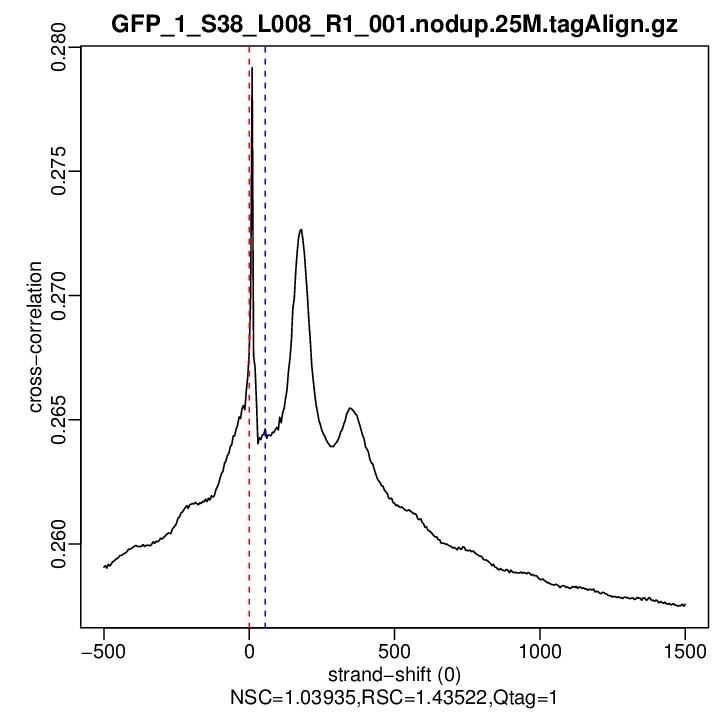 GFP_1_S38_L008_R1_001.nodup.25M.tagAlign.gz
cross−correlation
0.280
0.275
0.270
0.265
0.260
−500 0 500 1000 1500
strand−shift (0)
NSC=1.03935,RSC=1.43522,Qtag=1